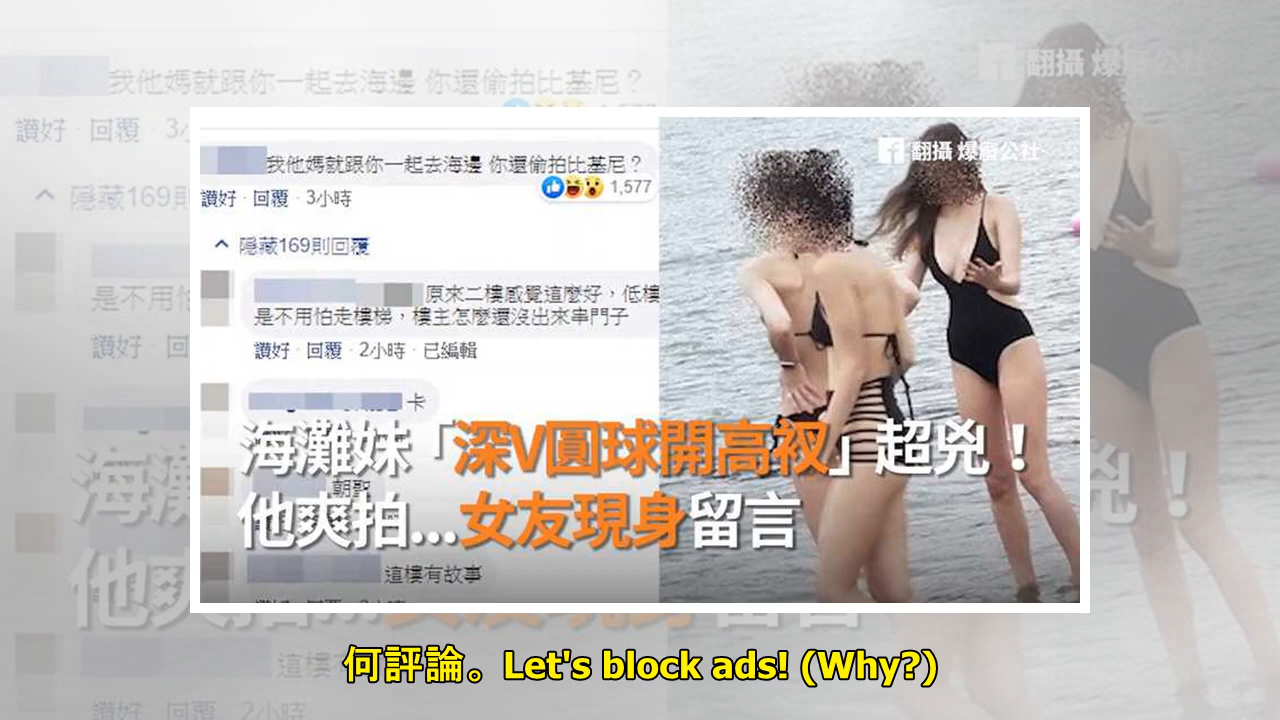 我他媽就跟你一起去海邊 你還偷拍比基尼？
翻攝 爆廢公社
讚好 · 回覆 · 3小時
1,577
隱藏169則回覆
原來二樓感覺這麼好，低樓
是不用怕走樓梯，樓主怎麼還沒出來串門子
讚好 · 回覆 · 2小時 · 已編輯
卡
海灘妹「深V圓球開高衩」超兇！
朝聖
他爽拍...女友現身留言
這樓有故事
何評論。Let's block ads! (Why?)